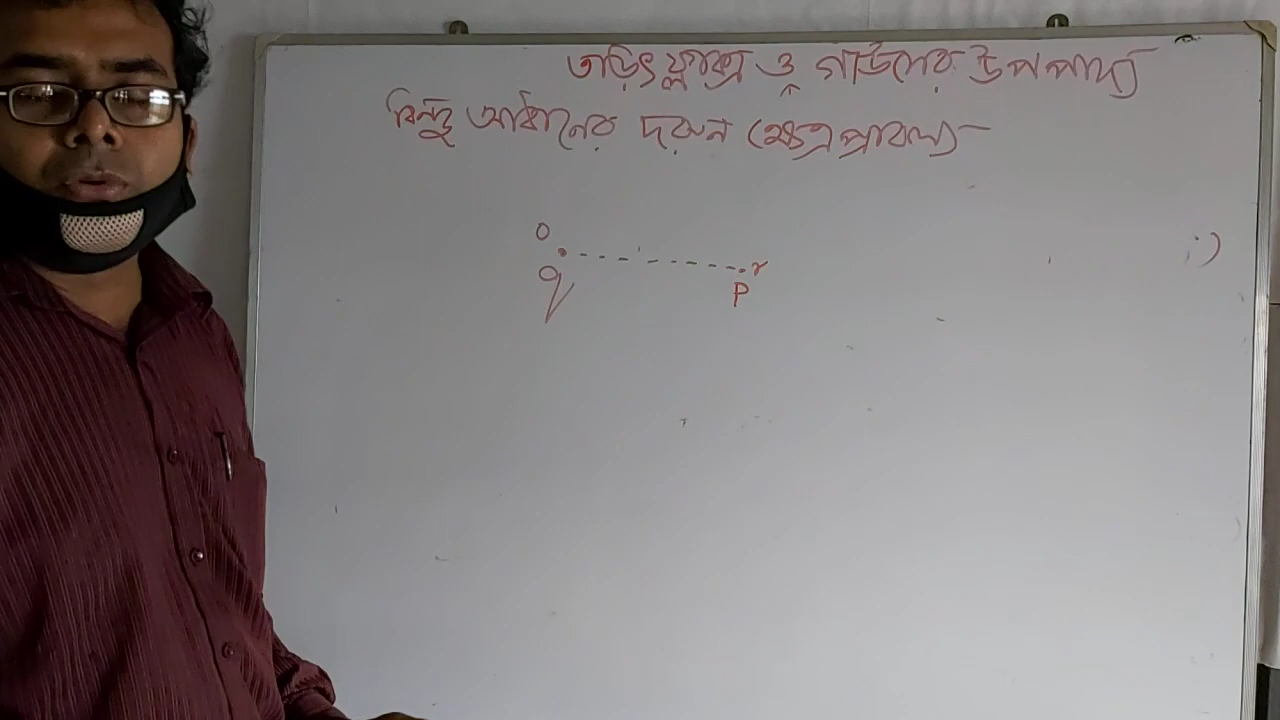 তড়িৎ ফ্লাক্স ও গাউসের উপপাদ্য
বিন্দু আধানের দরুন ক্ষেত্রপ্রাবল্য-
O
r
q
P